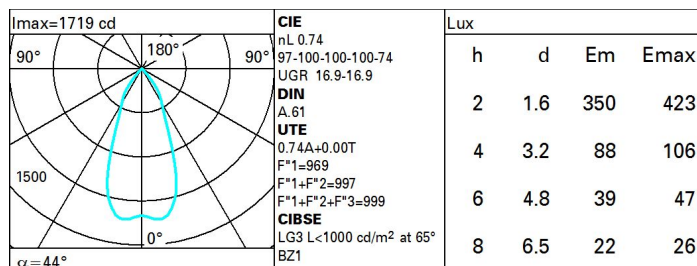 Imax=1719 cd
90° 180° 90°
1500
0°
α=44°
CIE
nL 0.74
97-100-100-100-74
UGR 16.9-16.9
DIN
A.61
UTE
0.74A+0.00T
F"1=969
F"1+F"2=997
F"1+F"2+F"3=999
CIBSE
LG3 L<1000 cd/m² at 65°
BZ1
Lux
h d Em Emax
2 1.6 350 423
4 3.2 88 106
6 4.8 39 47
8 6.5 22 26